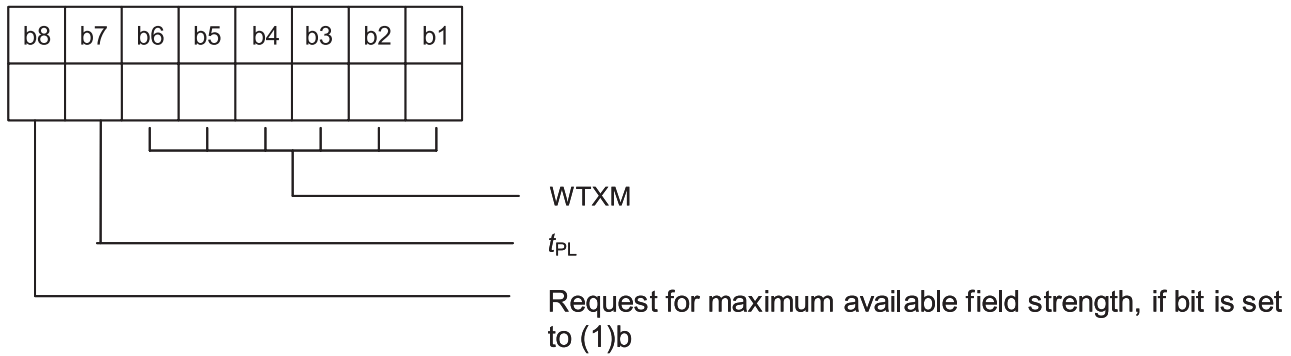 b8 b7 b6 b5 b4 b3 b2 b1
WTXM
tPL
Request for maximum available field strength, if bit is set
to (1)b